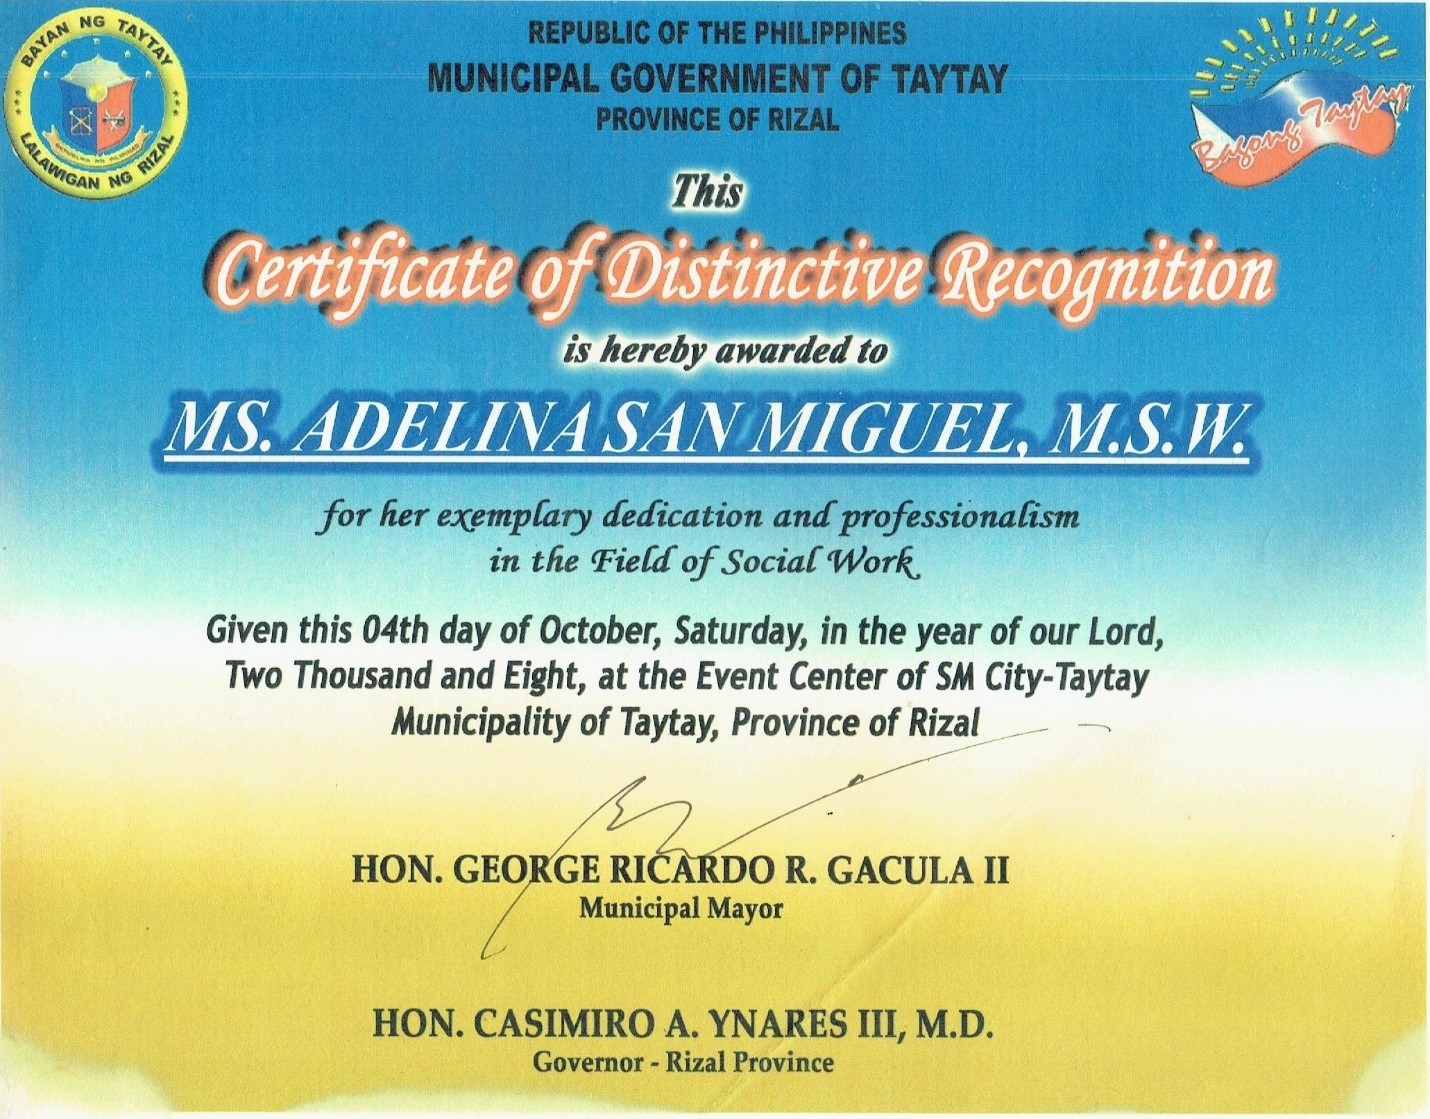 BAYAN NG TAYTAY
LALAWIGAN NG RIZAL
REPUBLIC OF THE PHILIPPINES
MUNICIPAL GOVERNMENT OF TAYTAY
PROVINCE OF RIZAL
Bagong Taytay
This
Certificate of Distinctive Recognition
is hereby awarded to
MS. ADELINA SAN MIGUEL, M.S.W.
for her exemplary dedication and professionalism
in the Field of Social Work
Given this 04th day of October, Saturday, in the year of our Lord,
Two Thousand and Eight, at the Event Center of SM City-Taytay
Municipality of Taytay, Province of Rizal
HON. GEORGE RICARDO R. GACULA II
Municipal Mayor
HON. CASIMIRO A. YNARES III, M.D.
Governor - Rizal Province